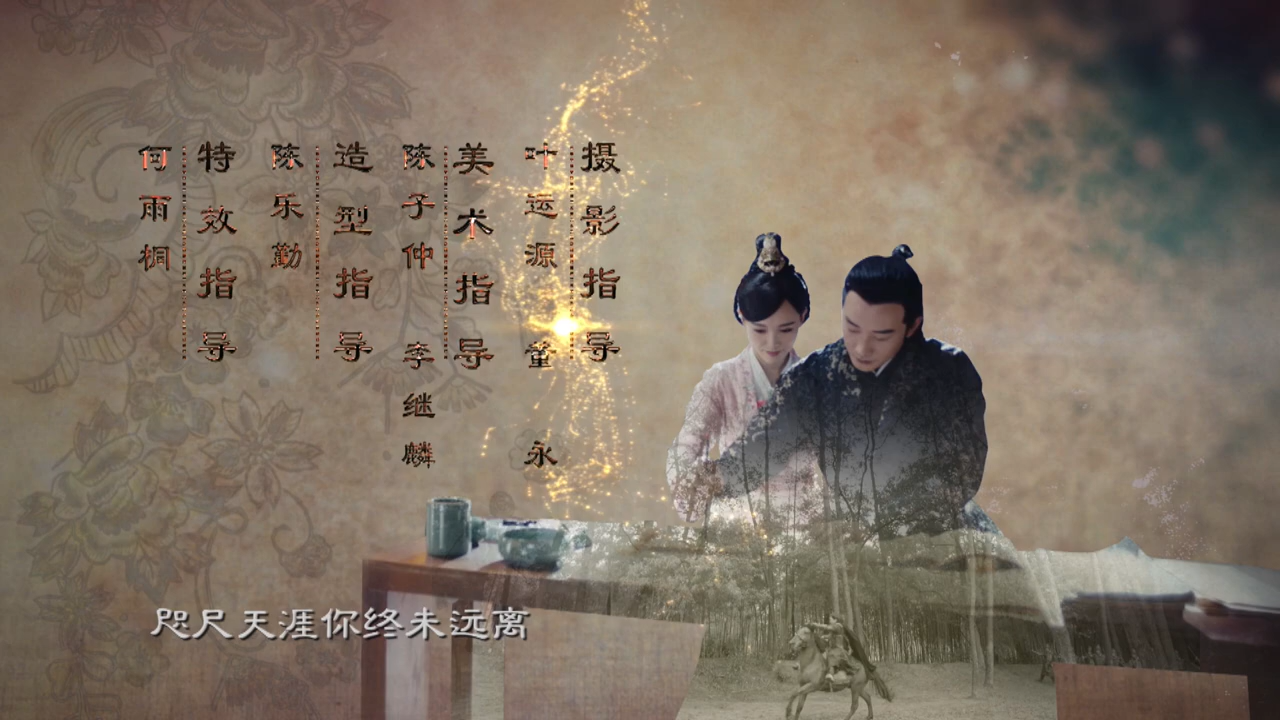 摄影指导
叶运源 董永
美术指导
陈子仲 李继麟
造型指导
陈乐勤
特效指导
何雨桐
咫尺天涯你终未远离